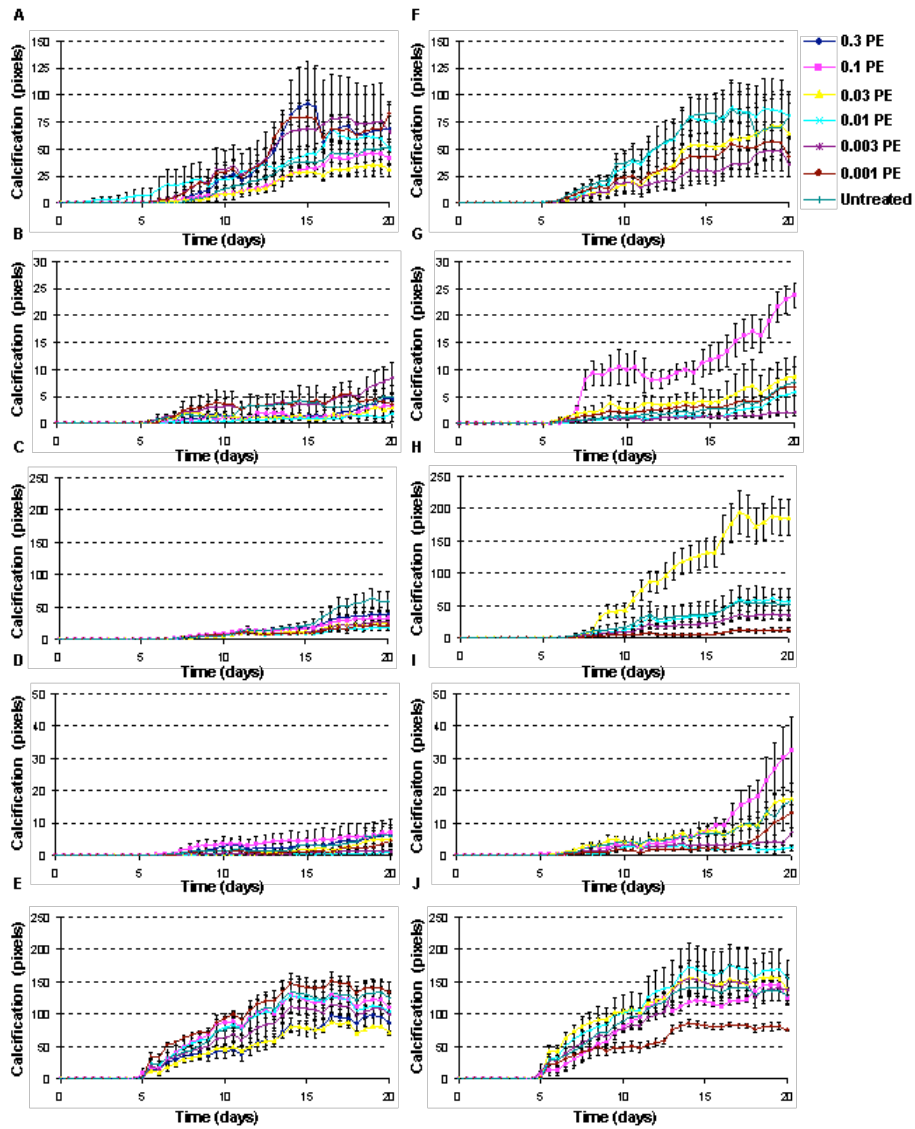 A
Calcification (pixels)
150
125
100
75
50
25
0
0 5 10 15 20
Time (days)
F
Calcification (pixels)
150
125
100
75
50
25
0
0 5 10 15 20
Time (days)
0.3 PE
0.1 PE
0.03 PE
0.01 PE
0.003 PE
0.001 PE
Untreated
B
Calcification (pixels)
30
25
20
15
10
5
0
0 5 10 15 20
Time (days)
G
Calcification (pixels)
30
25
20
15
10
5
0
0 5 10 15 20
Time (days)
C
Calcification (pixels)
250
200
150
100
50
0
0 5 10 15 20
Time (days)
H
Calcification (pixels)
250
200
150
100
50
0
0 5 10 15 20
Time (days)
D
Calcification (pixels)
50
40
30
20
10
0
0 5 10 15 20
Time (days)
I
Calcificaiton (pixels)
50
40
30
20
10
0
0 5 10 15 20
Time (days)
E
Calcification (pixels)
250
200
150
100
50
0
0 5 10 15 20
Time (days)
J
Calcification (pixels)
250
200
150
100
50
0
0 5 10 15 20
Time (days)